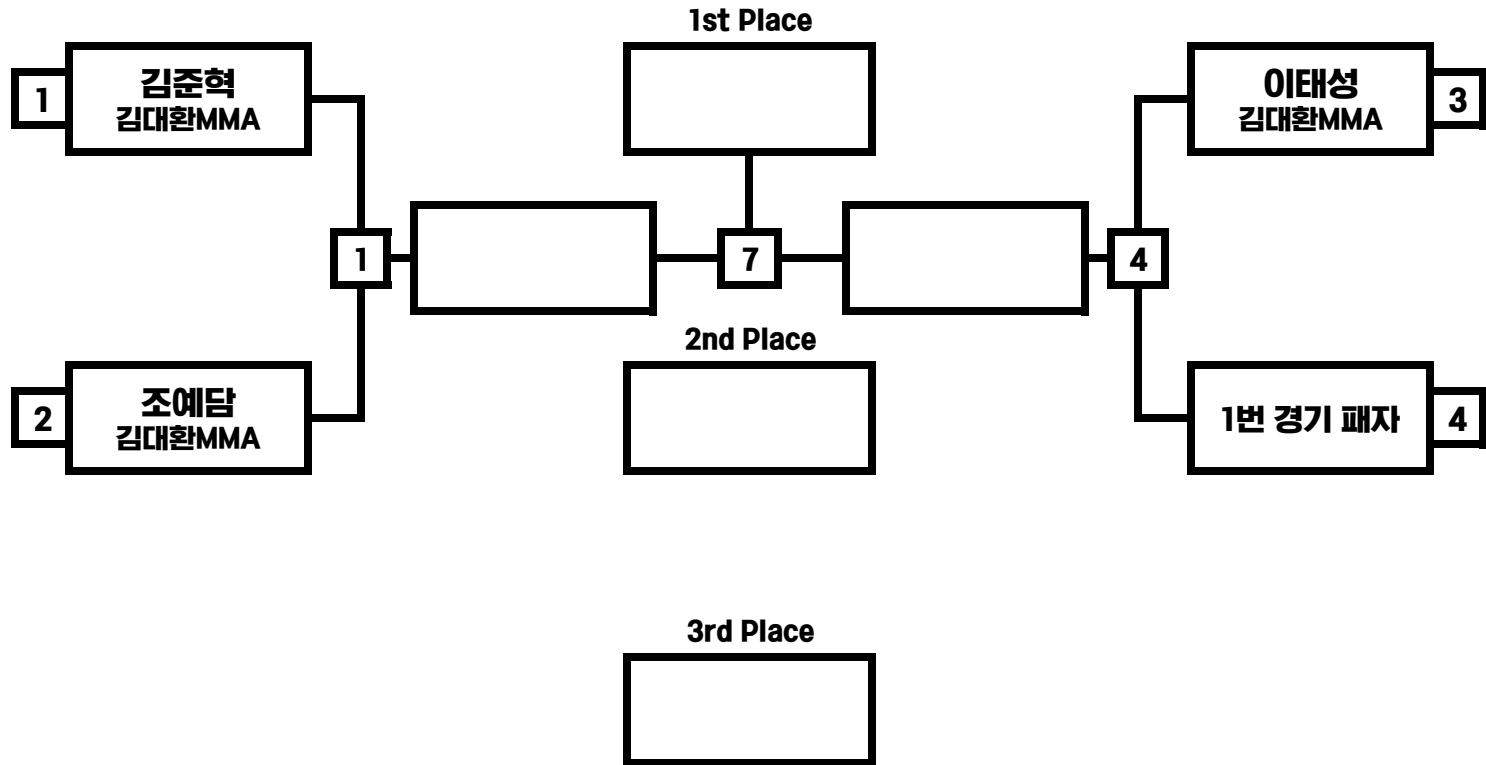 1st Place
1
김준혁
김대환MMA
이태성
김대환MMA
3
1
7
4
2nd Place
2
조예담
김대환MMA
1번 경기 패자
4
3rd Place